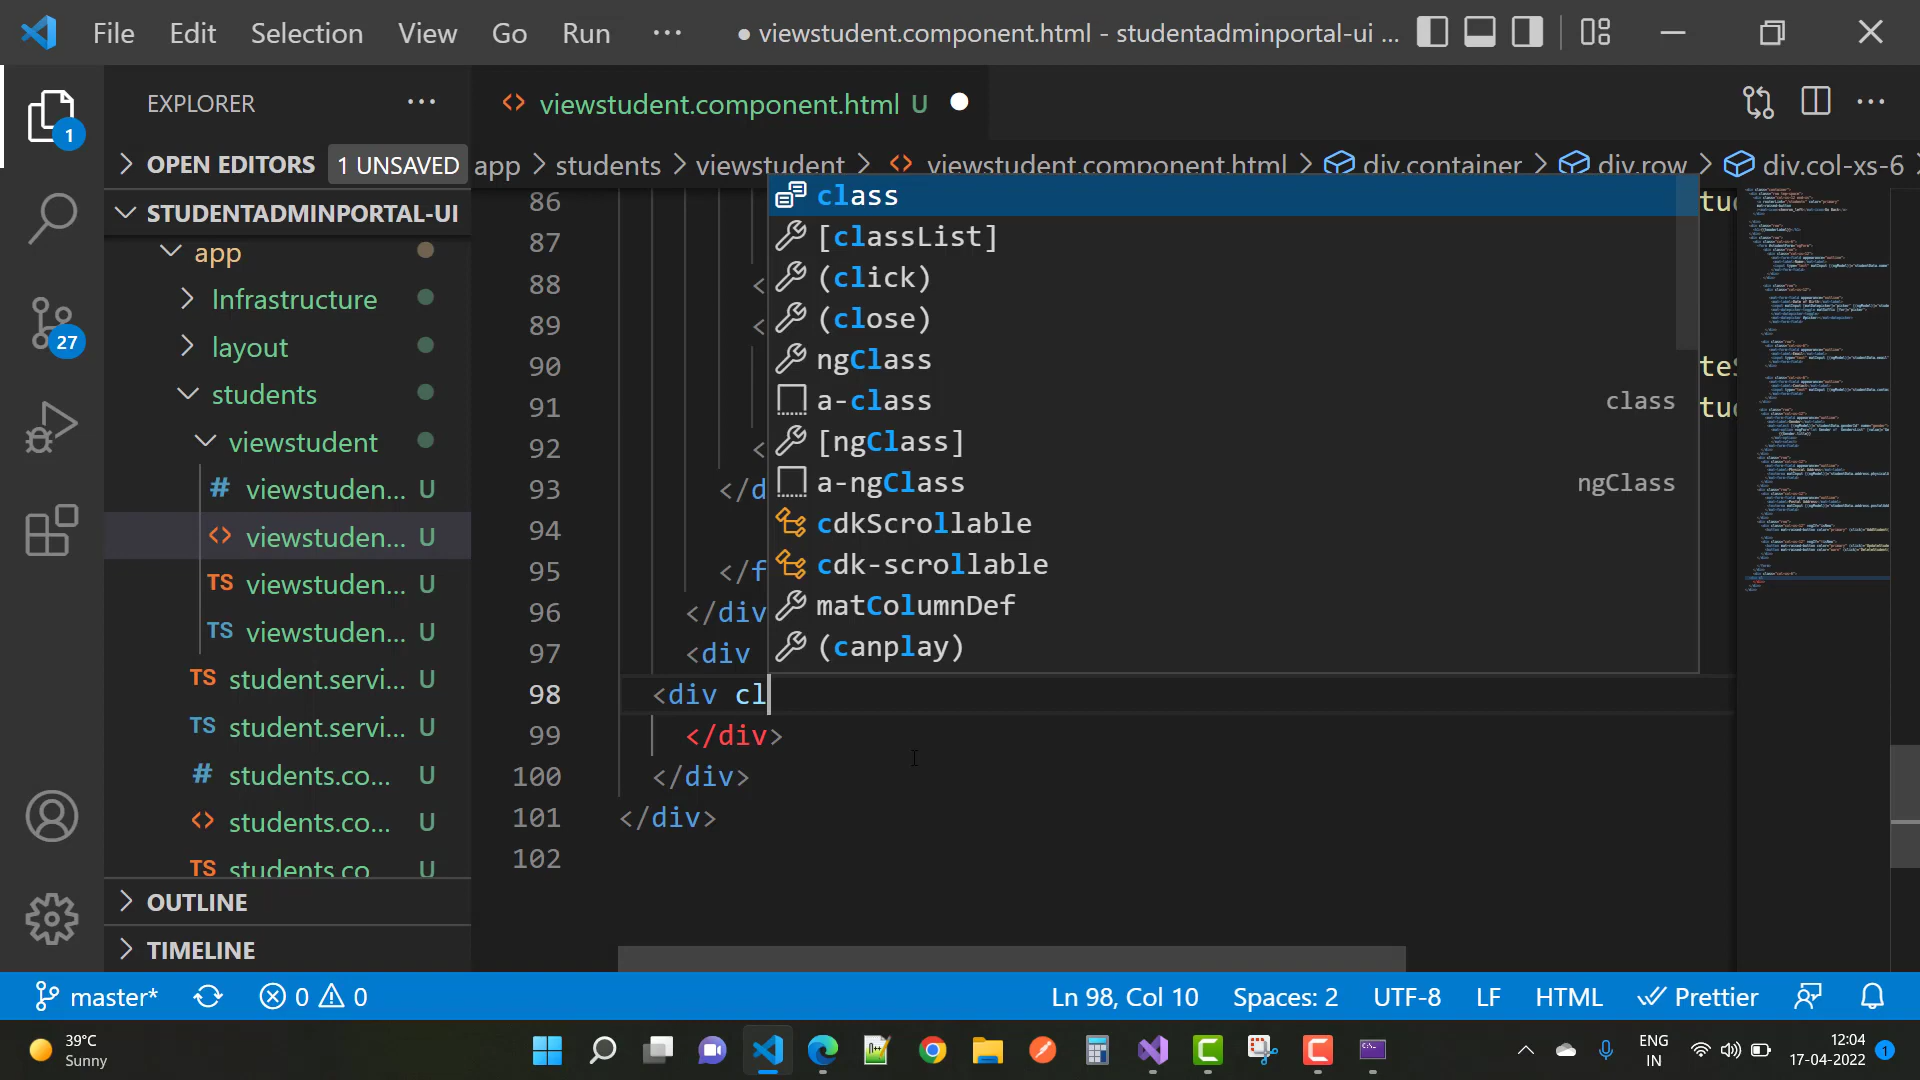 File Edit Selection View Go Run ··· ● viewstudent.component.html - studentadminportal-ui ...
EXPLORER ···
viewstudent.component.html U
OPEN EDITORS 1 UNSAVED
app > students > viewstudent > viewstudent.component.html > div.container > div.row > div.col-xs-6
STUDENTADMINPORTAL-UI
app
Infrastructure
layout
students
viewstudent
viewstuden... U
viewstuden... U
viewstuden... U
viewstuden... U
student.servi... U
student.servi... U
students.co... U
students.co... U
students.co U
OUTLINE
TIMELINE
86
87
88 <
89 <
90
91
92 <
93 </d
94
95 </f
96 </div
97 <div
98 <div cl
99 </div>
100 </div>
101 </div>
102
class
[classList]
(click)
(close)
ngClass
a-class class
[ngClass]
a-ngClass ngClass
cdkScrollable
cdk-scrollable
matColumnDef
(canplay)
1
27
master* 0 0 Ln 98, Col 10 Spaces: 2 UTF-8 LF HTML Prettier
39°C
Sunny
ENG
IN
12:04
17-04-2022 1